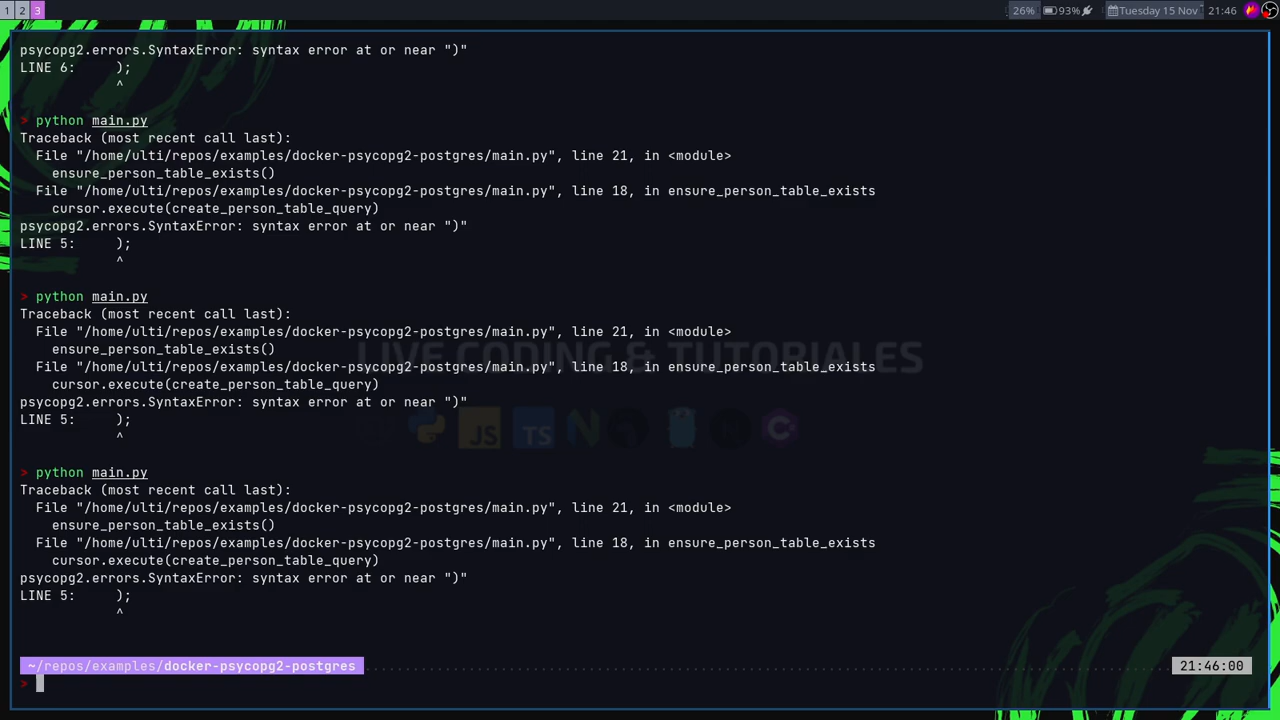 1 2 3 26% 93% Tuesday 15 Nov 21:46
psycopg2.errors.SyntaxError: syntax error at or near ")"
LINE 6:     );
            ^
> python main.py
Traceback (most recent call last):
  File "/home/ulti/repos/examples/docker-psycopg2-postgres/main.py", line 21, in <module>
    ensure_person_table_exists()
  File "/home/ulti/repos/examples/docker-psycopg2-postgres/main.py", line 18, in ensure_person_table_exists
    cursor.execute(create_person_table_query)
psycopg2.errors.SyntaxError: syntax error at or near ")"
LINE 5:     );
            ^
> python main.py
Traceback (most recent call last):
  File "/home/ulti/repos/examples/docker-psycopg2-postgres/main.py", line 21, in <module>
    ensure_person_table_exists()
LIVE CODING & TUTORIALES
  File "/home/ulti/repos/examples/docker-psycopg2-postgres/main.py", line 18, in ensure_person_table_exists
    cursor.execute(create_person_table_query)
psycopg2.errors.SyntaxError: syntax error at or near ")"
LINE 5:     );
            ^
JS TS N C
> python main.py
Traceback (most recent call last):
  File "/home/ulti/repos/examples/docker-psycopg2-postgres/main.py", line 21, in <module>
    ensure_person_table_exists()
  File "/home/ulti/repos/examples/docker-psycopg2-postgres/main.py", line 18, in ensure_person_table_exists
    cursor.execute(create_person_table_query)
psycopg2.errors.SyntaxError: syntax error at or near ")"
LINE 5:     );
            ^
~/repos/examples/docker-psycopg2-postgres 21:46:00
>